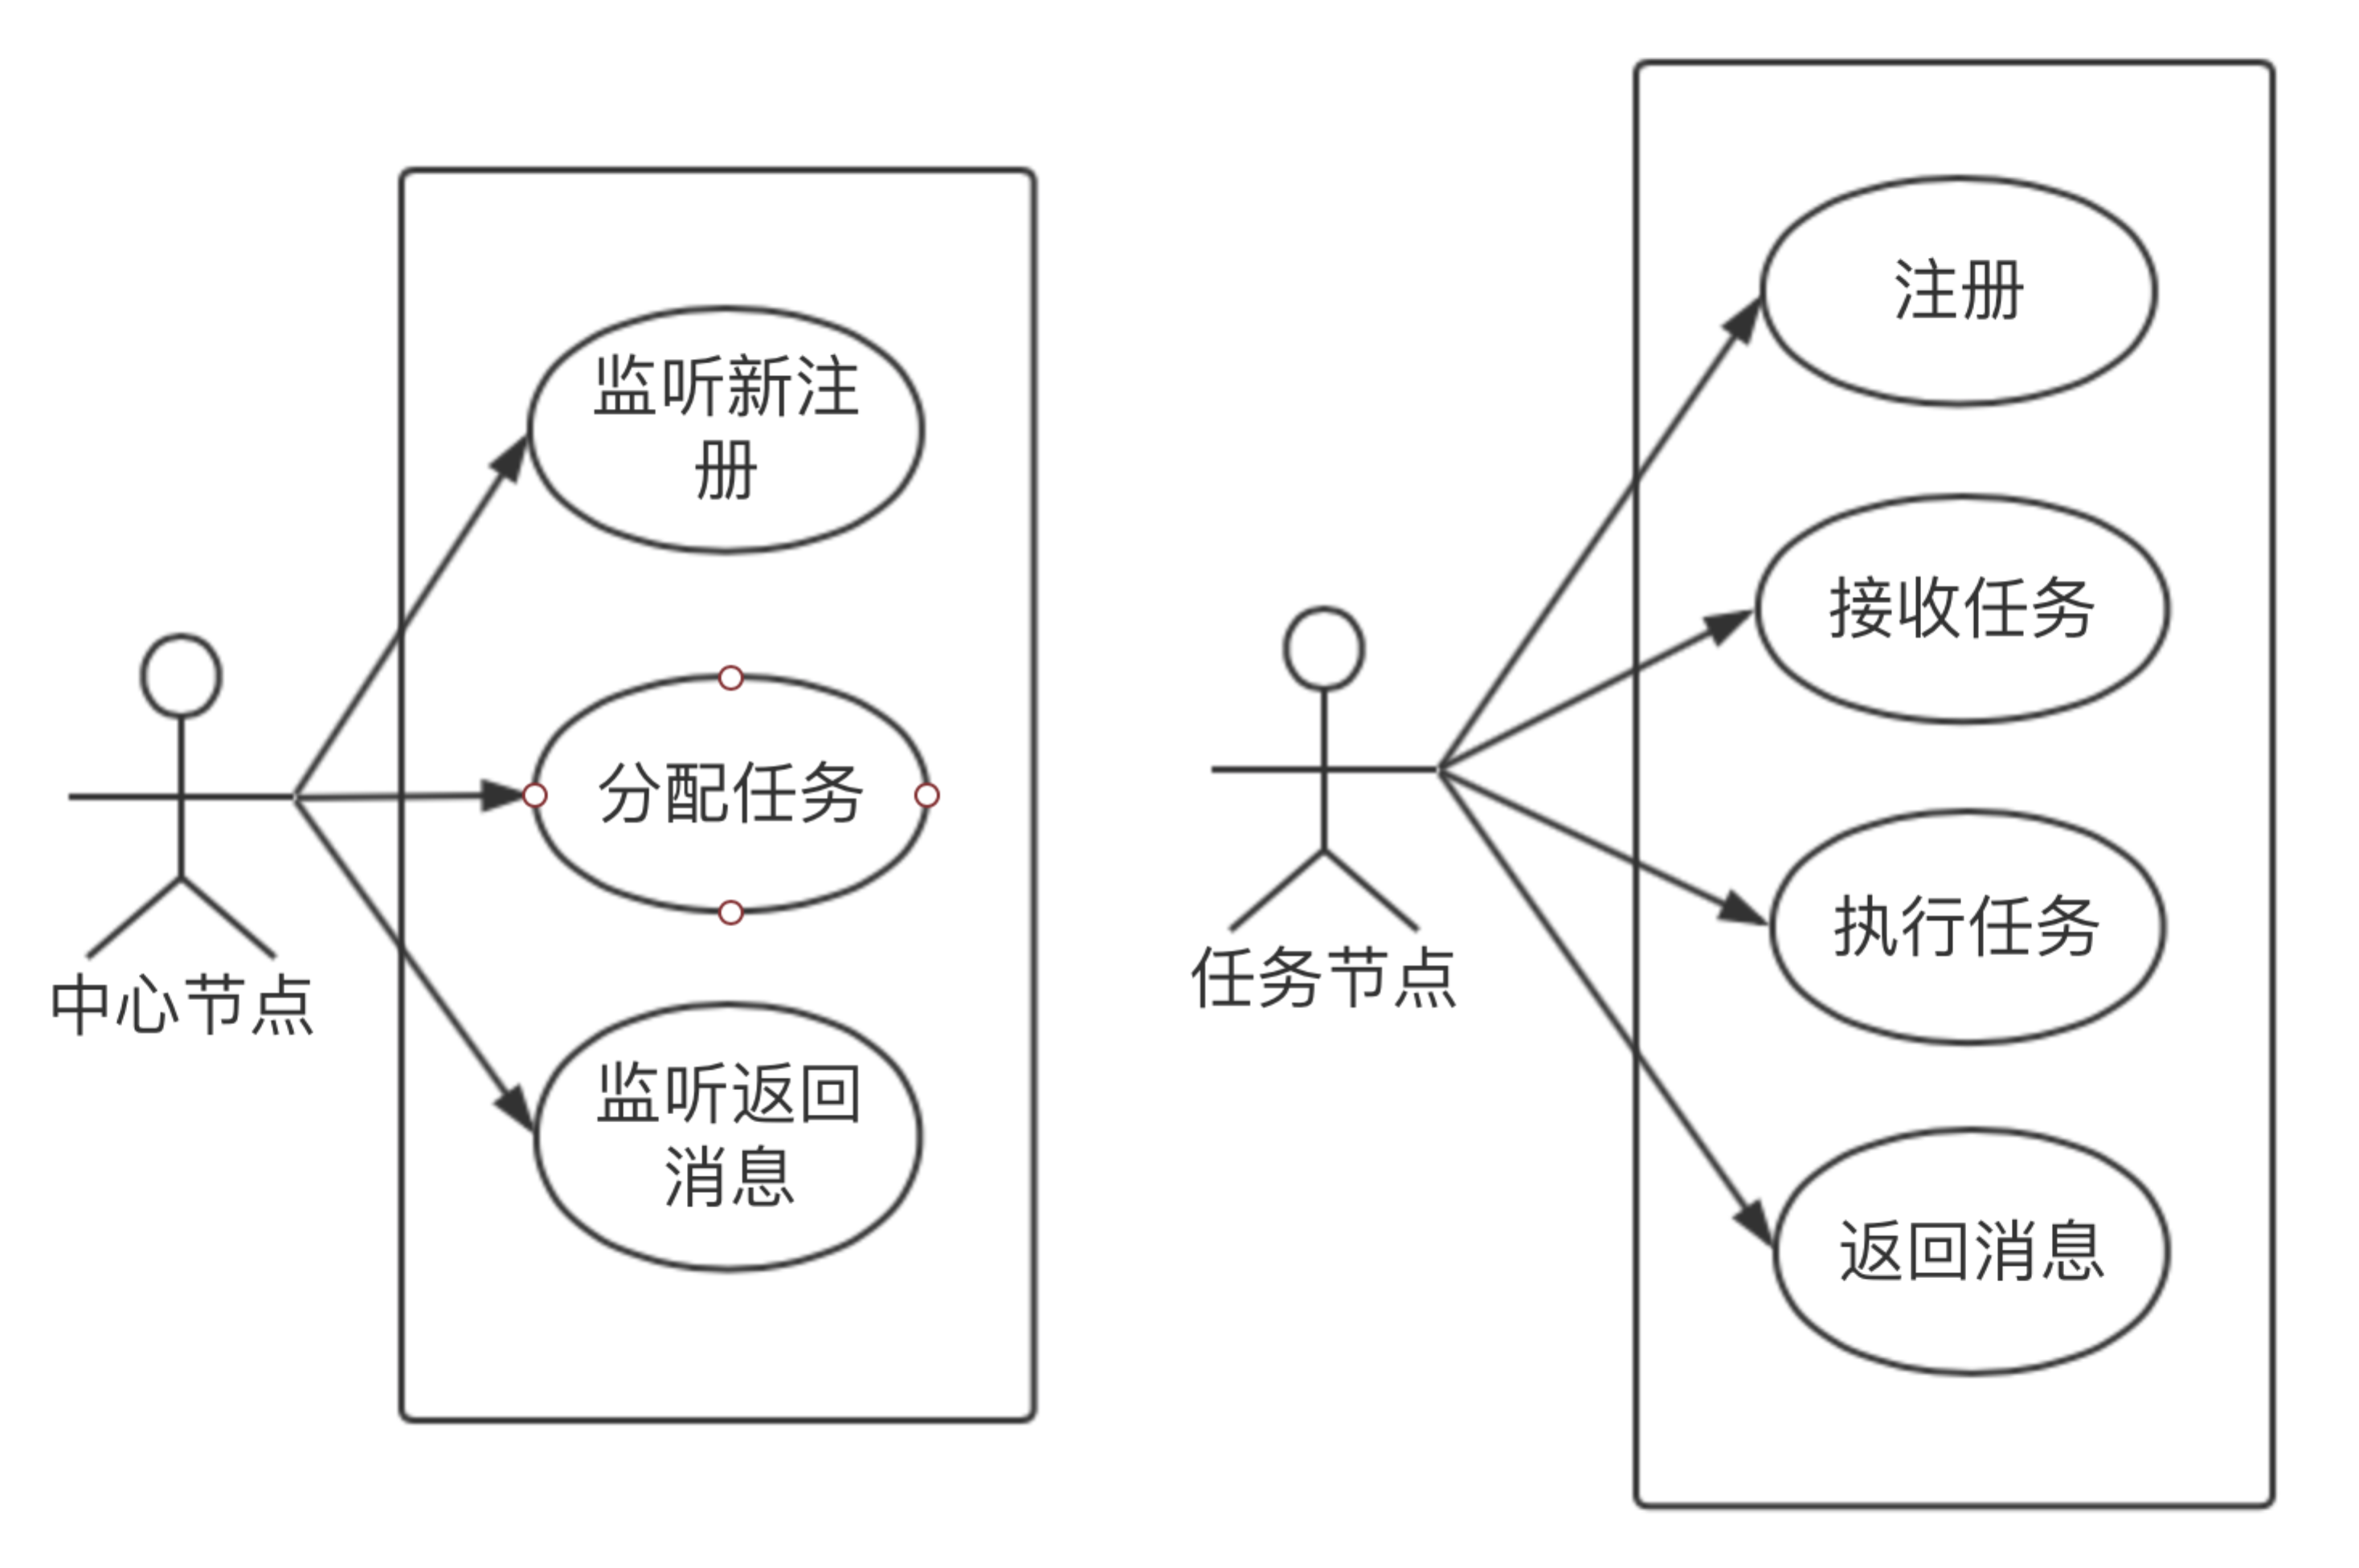 监听新注
册
分配任务
监听返回
消息
中心节点
注册
接收任务
执行任务
返回消息
任务节点